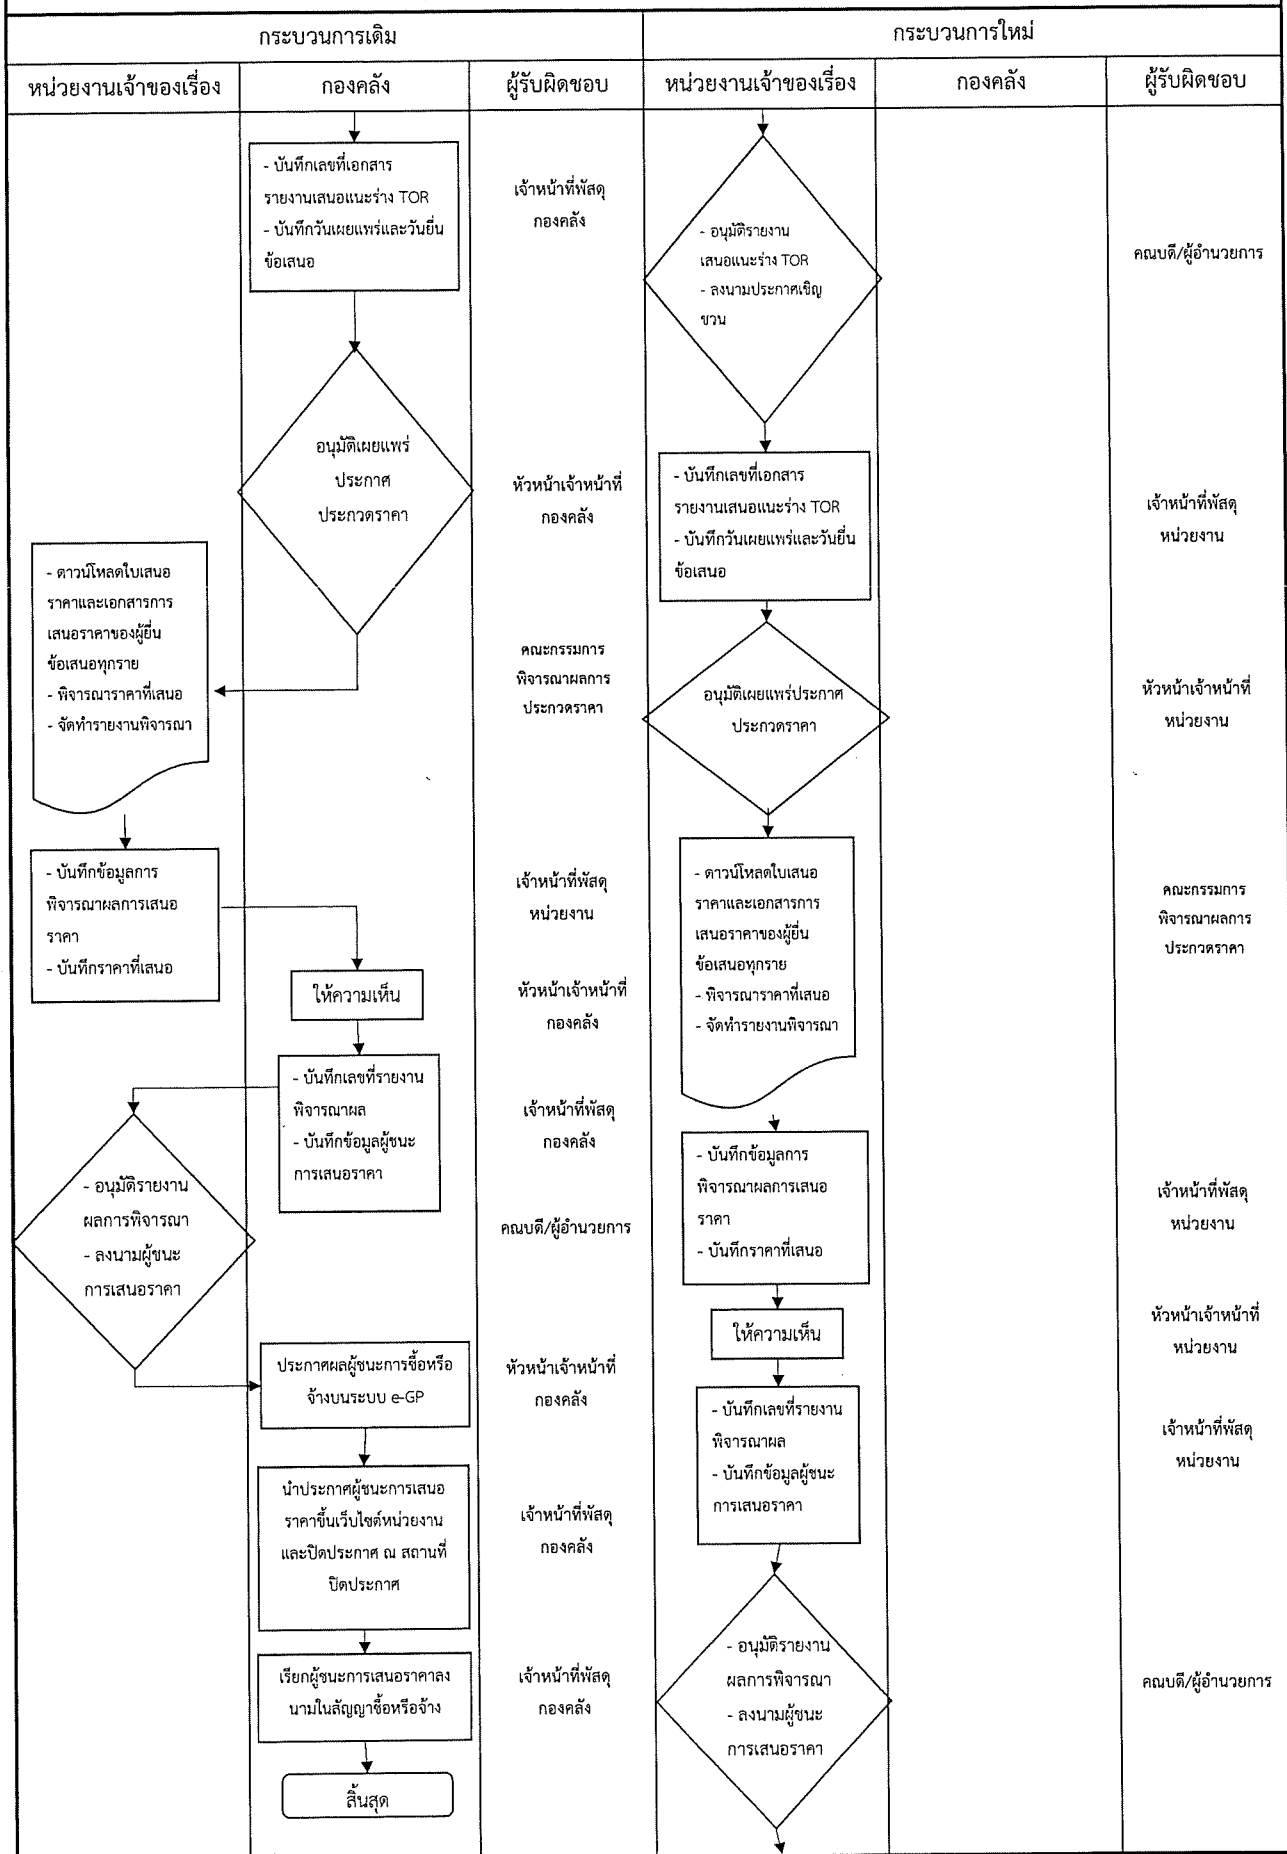 กระบวนการเดิม
กระบวนการใหม่
หน่วยงานเจ้าของเรื่อง
กองคลัง
ผู้รับผิดชอบ
หน่วยงานเจ้าของเรื่อง
กองคลัง
ผู้รับผิดชอบ
- บันทึกเลขที่เอกสาร
รายงานเสนอแนะร่าง TOR
- บันทึกวันเผยแพร่และวันยื่น
ข้อเสนอ
เจ้าหน้าที่พัสดุ
กองคลัง
อนุมัติเผยแพร่
ประกาศ
ประกวดราคา
หัวหน้าเจ้าหน้าที่
กองคลัง
- ดาวน์โหลดใบเสนอ
ราคาและเอกสารการ
เสนอราคาของผู้ยื่น
ข้อเสนอทุกราย
- พิจารณาราคาที่เสนอ
- จัดทำรายงานพิจารณา
คณะกรรมการ
พิจารณาผลการ
ประกวดราคา
- บันทึกข้อมูลการ
พิจารณาผลการเสนอ
ราคา
- บันทึกราคาที่เสนอ
เจ้าหน้าที่พัสดุ
หน่วยงาน
ให้ความเห็น
หัวหน้าเจ้าหน้าที่
กองคลัง
- บันทึกเลขที่รายงาน
พิจารณาผล
- บันทึกข้อมูลผู้ชนะ
การเสนอราคา
เจ้าหน้าที่พัสดุ
กองคลัง
- อนุมัติรายงาน
ผลการพิจารณา
- ลงนามผู้ชนะ
การเสนอราคา
คณบดี/ผู้อำนวยการ
ประกาศผลผู้ชนะการซื้อหรือ
จ้างบนระบบ e-GP
หัวหน้าเจ้าหน้าที่
กองคลัง
นำประกาศผู้ชนะการเสนอ
ราคาขึ้นเว็บไซต์หน่วยงาน
และปิดประกาศ ณ สถานที่
ปิดประกาศ
เจ้าหน้าที่พัสดุ
กองคลัง
เรียกผู้ชนะการเสนอราคาลง
นามในสัญญาซื้อหรือจ้าง
เจ้าหน้าที่พัสดุ
กองคลัง
สิ้นสุด
- อนุมัติรายงาน
เสนอแนะร่าง TOR
- ลงนามประกาศเชิญ
ชวน
คณบดี/ผู้อำนวยการ
- บันทึกเลขที่เอกสาร
รายงานเสนอแนะร่าง TOR
- บันทึกวันเผยแพร่และวันยื่น
ข้อเสนอ
เจ้าหน้าที่พัสดุ
หน่วยงาน
อนุมัติเผยแพร่ประกาศ
ประกวดราคา
หัวหน้าเจ้าหน้าที่
หน่วยงาน
- ดาวน์โหลดใบเสนอ
ราคาและเอกสารการ
เสนอราคาของผู้ยื่น
ข้อเสนอทุกราย
- พิจารณาราคาที่เสนอ
- จัดทำรายงานพิจารณา
คณะกรรมการ
พิจารณาผลการ
ประกวดราคา
- บันทึกข้อมูลการ
พิจารณาผลการเสนอ
ราคา
- บันทึกราคาที่เสนอ
เจ้าหน้าที่พัสดุ
หน่วยงาน
ให้ความเห็น
หัวหน้าเจ้าหน้าที่
หน่วยงาน
- บันทึกเลขที่รายงาน
พิจารณาผล
- บันทึกข้อมูลผู้ชนะ
การเสนอราคา
เจ้าหน้าที่พัสดุ
หน่วยงาน
- อนุมัติรายงาน
ผลการพิจารณา
- ลงนามผู้ชนะ
การเสนอราคา
คณบดี/ผู้อำนวยการ